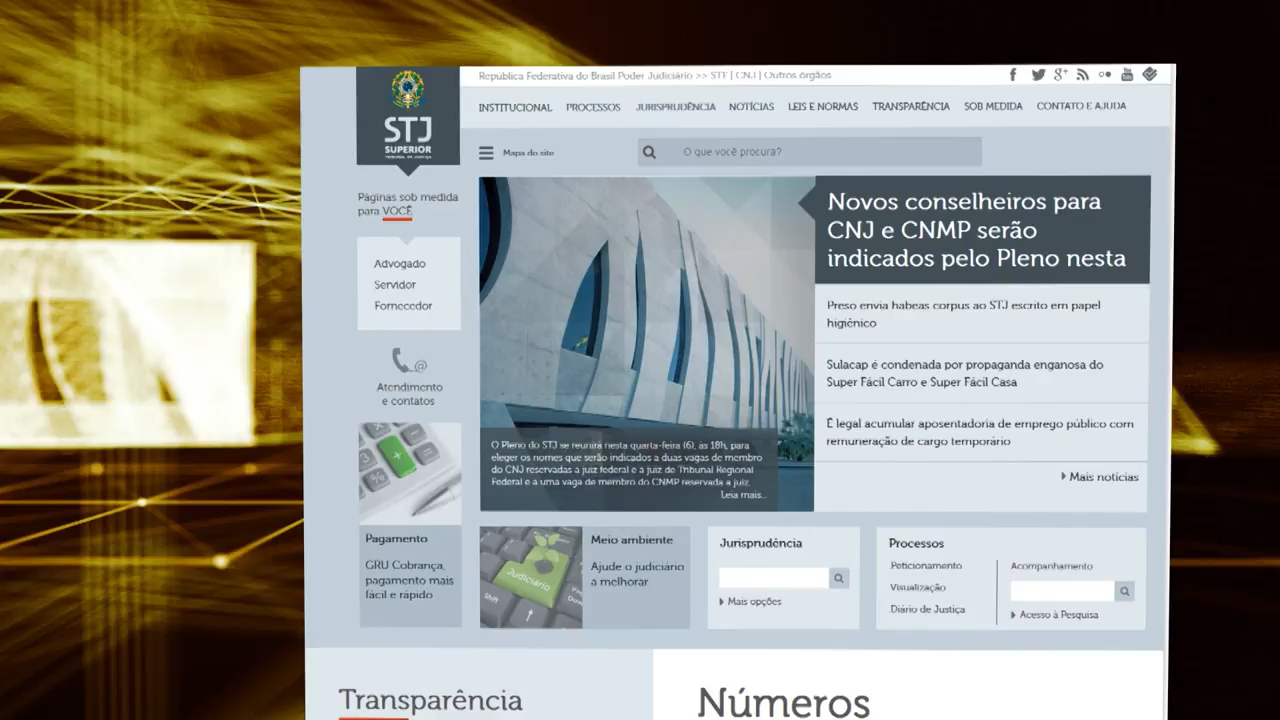 República Federativa do Brasil Poder Judiciário >> STF | CNJ | Outros órgãos
STJ
SUPERIOR
TRIBUNAL DE JUSTIÇA
INSTITUCIONAL PROCESSOS JURISPRUDÊNCIA NOTÍCIAS LEIS E NORMAS TRANSPARÊNCIA SOB MEDIDA CONTATO E AJUDA
Mapa do site
O que você procura?
Páginas sob medida
para VOCÊ
Advogado
Servidor
Fornecedor
Atendimento
e contatos
Novos conselheiros para
CNJ e CNMP serão
indicados pelo Pleno nesta
Preso envia habeas corpus ao STJ escrito em papel
higiênico
Sulacap é condenada por propaganda enganosa do
Super Fácil Carro e Super Fácil Casa
É legal acumular aposentadoria de emprego público com
remuneração de cargo temporário
Mais notícias
O Pleno do STJ se reunirá nesta quarta-feira (6), às 18h, para
eleger os nomes que serão indicados a duas vagas de membro
do CNJ reservadas a juiz federal e a juiz de Tribunal Regional
Federal e a uma vaga de membro do CNMP reservada a juiz
Leia mais...
Pagamento
GRU Cobrança,
pagamento mais
fácil e rápido
Judiciário
Shift
Meio ambiente
Ajude o judiciário
a melhorar
Jurisprudência
Mais opções
Processos
Peticionamento
Visualização
Diário de Justiça
Acompanhamento
Acesso à Pesquisa
Transparência
Números